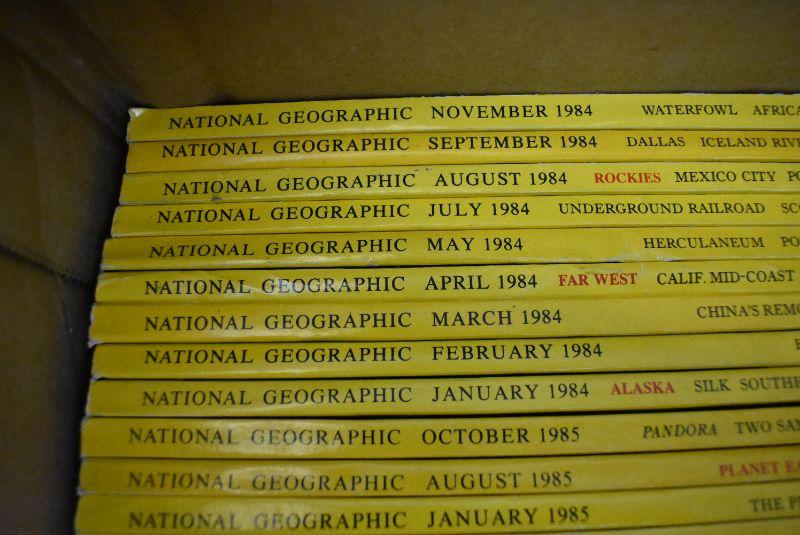 NATIONAL GEOGRAPHIC NOVEMBER 1984 WATERFOWL
NATIONAL GEOGRAPHIC SEPTEMBER 1984 DALLAS ICELAND
NATIONAL GEOGRAPHIC AUGUST 1984 ROCKIES MEXICO CITY
NATIONAL GEOGRAPHIC JULY 1984 UNDERGROUND RAILROAD
NATIONAL GEOGRAPHIC MAY 1984 HERCULANEUM
NATIONAL GEOGRAPHIC APRIL 1984 FAR WEST CALIF. MID-COAST
NATIONAL GEOGRAPHIC MARCH 1984 CHINA'S
NATIONAL GEOGRAPHIC FEBRUARY 1984
NATIONAL GEOGRAPHIC JANUARY 1984 ALASKA SILK
NATIONAL GEOGRAPHIC OCTOBER 1985 PANDORA TWO
NATIONAL GEOGRAPHIC AUGUST 1985 PLANET
NATIONAL GEOGRAPHIC JANUARY 1985 THE